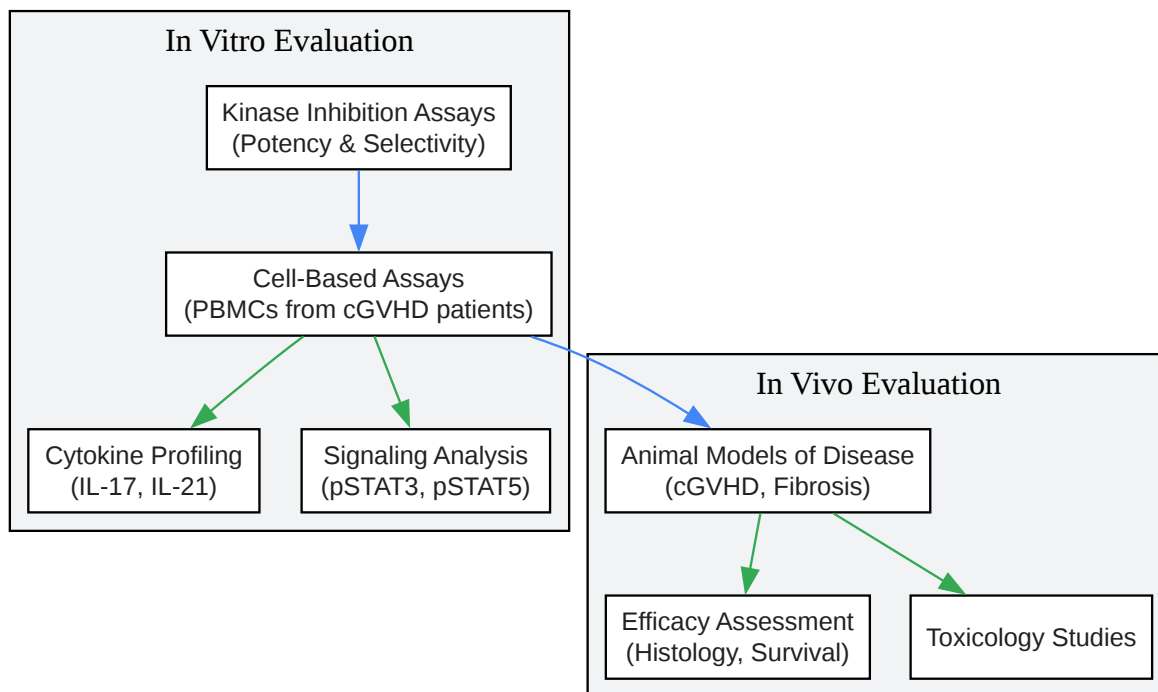 In Vitro Evaluation
Kinase Inhibition Assays
(Potency & Selectivity)
Cell-Based Assays
(PBMCs from cGVHD patients)
Cytokine Profiling
(IL-17, IL-21)
Signaling Analysis
(pSTAT3, pSTAT5)
In Vivo Evaluation
Animal Models of Disease
(cGVHD, Fibrosis)
Efficacy Assessment
(Histology, Survival)
Toxicology Studies